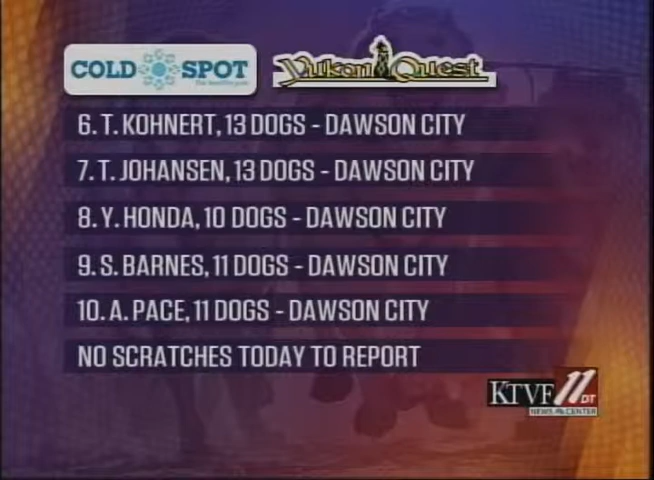 COLD SPOT
Yukon Quest
6. T. KOHNERT, 13 DOGS - DAWSON CITY
7. T. JOHANSEN, 13 DOGS - DAWSON CITY
8. Y. HONDA, 10 DOGS - DAWSON CITY
9. S. BARNES, 11 DOGS - DAWSON CITY
10. A. PACE, 11 DOGS - DAWSON CITY
NO SCRATCHES TODAY TO REPORT
KTVF 11 DT
NEWS CENTER